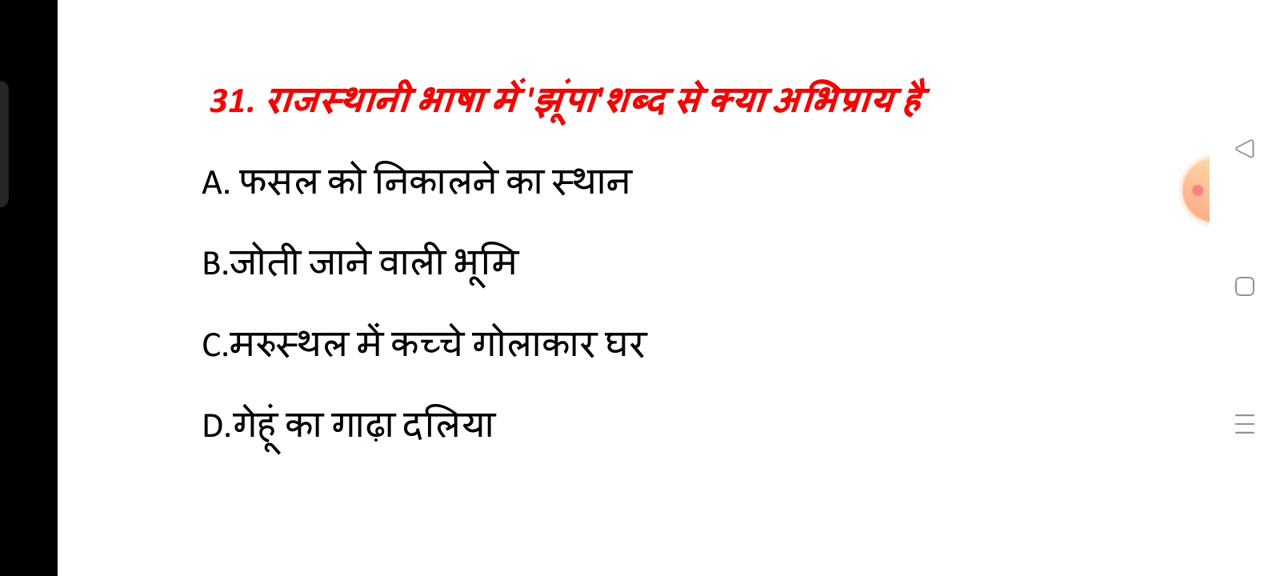 31. राजस्थानी भाषा में 'झूंपा' शब्द से क्या अभिप्राय है
A. फसल को निकालने का स्थान
B.जोती जाने वाली भूमि
C.मरुस्थल में कच्चे गोलाकार घर
D.गेहूं का गाढ़ा दलिया